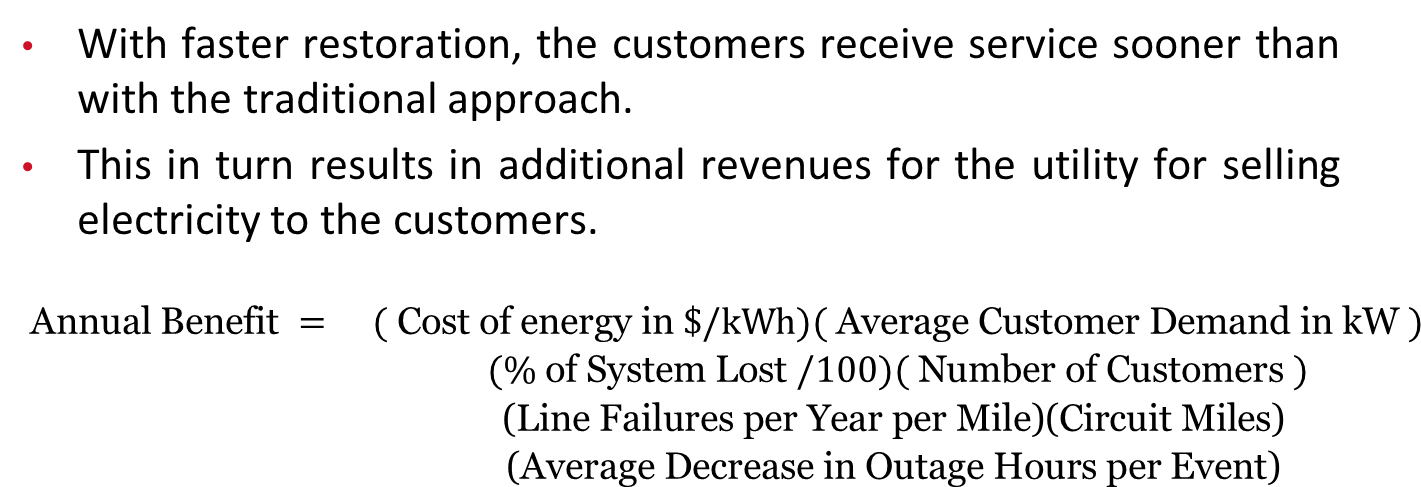 • With faster restoration, the customers receive service sooner than
with the traditional approach.
• This in turn results in additional revenues for the utility for selling
electricity to the customers.
Annual Benefit = ( Cost of energy in $/kWh)( Average Customer Demand in kW )
(% of System Lost /100)( Number of Customers )
(Line Failures per Year per Mile)(Circuit Miles)
(Average Decrease in Outage Hours per Event)